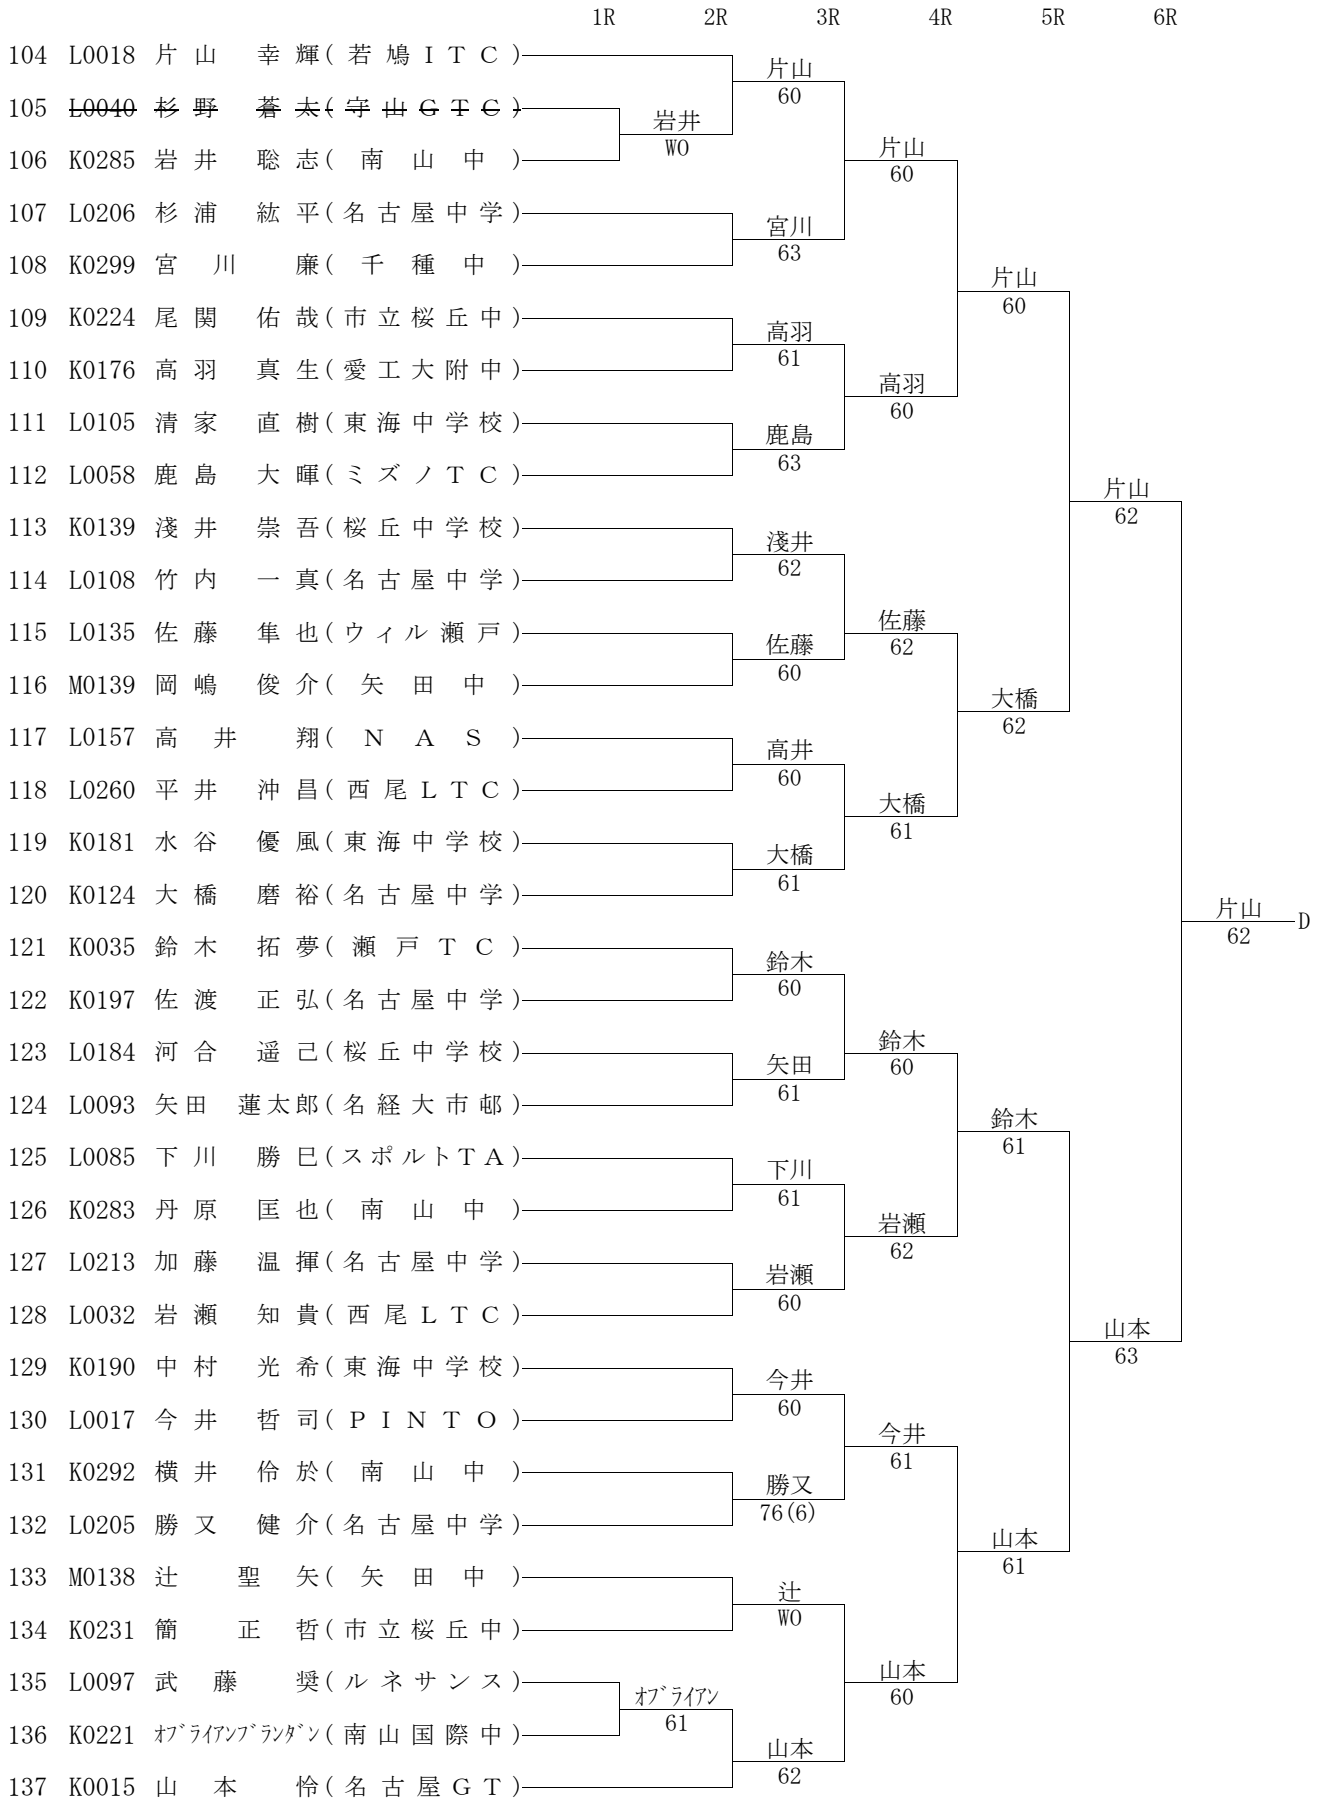 1R 2R 3R 4R 5R 6R
104 L0018 片山 幸輝(若鳩ITC)
片山
60
105 L0040 杉野 蒼太(守山GTC)
岩井
WO
106 K0285 岩井 聡志(南山中)
片山
60
107 L0206 杉浦 紘平(名古屋中学)
宮川
63
108 K0299 宮川 廉(千種中)
片山
60
109 K0224 尾関 佑哉(市立桜丘中)
高羽
61
110 K0176 高羽 真生(愛工大附中)
高羽
60
111 L0105 清家 直樹(東海中学校)
鹿島
63
112 L0058 鹿島 大暉(ミズノTC)
片山
62
113 K0139 淺井 崇吾(桜丘中学校)
淺井
62
114 L0108 竹内 一真(名古屋中学)
佐藤
62
115 L0135 佐藤 隼也(ウィル瀬戸)
佐藤
60
116 M0139 岡嶋 俊介(矢田中)
大橋
62
117 L0157 高井 翔(NAS)
高井
60
118 L0260 平井 沖昌(西尾LTC)
大橋
61
119 K0181 水谷 優風(東海中学校)
大橋
61
120 K0124 大橋 磨裕(名古屋中学)
片山
62
D
121 K0035 鈴木 拓夢(瀬戸TC)
鈴木
60
122 K0197 佐渡 正弘(名古屋中学)
鈴木
60
123 L0184 河合 遥己(桜丘中学校)
矢田
61
124 L0093 矢田 蓮太郎(名経大市邨)
鈴木
61
125 L0085 下川 勝巳(スポルトTA)
下川
61
126 K0283 丹原 匡也(南山中)
岩瀬
62
127 L0213 加藤 温揮(名古屋中学)
岩瀬
60
128 L0032 岩瀬 知貴(西尾LTC)
山本
63
129 K0190 中村 光希(東海中学校)
今井
60
130 L0017 今井 哲司(PINTO)
今井
61
131 K0292 横井 伶於(南山中)
勝又
76(6)
132 L0205 勝又 健介(名古屋中学)
山本
61
133 M0138 辻 聖矢(矢田中)
辻
WO
134 K0231 簡 正哲(市立桜丘中)
山本
60
135 L0097 武藤 奨(ルネサンス)
ｵﾌﾞﾗｲｱﾝ
61
136 K0221 ｵﾌﾞﾗｲｱﾝﾌﾞﾗﾝﾀﾞﾝ(南山国際中)
山本
62
137 K0015 山本 怜(名古屋GT)